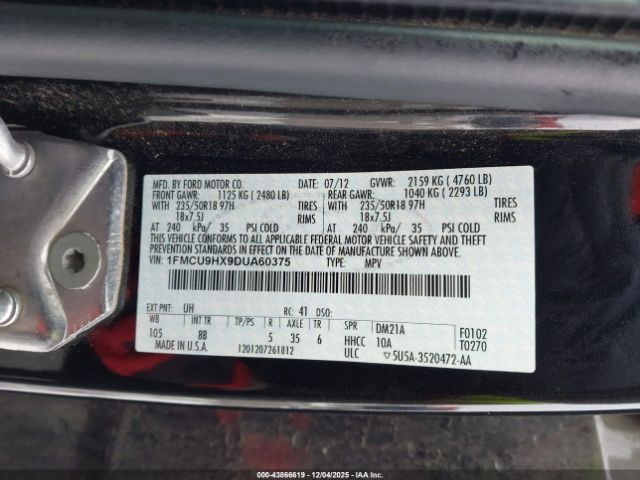 MFD. BY FORD MOTOR CO. DATE: 07/12 GVWR: 2159 KG ( 4760 LB)
FRONT GAWR: 1125 KG ( 2480 LB) REAR GAWR: 1040 KG ( 2293 LB)
WITH 235/50R18 97H TIRES WITH 235/50R18 97H TIRES
18x7.5J RIMS 18x7.5J RIMS
AT 240 kPa/ 35 PSI COLD AT 240 kPa/ 35 PSI COLD
THIS VEHICLE CONFORMS TO ALL APPLICABLE FEDERAL MOTOR VEHICLE SAFETY AND THEFT PREVENTION STANDARDS IN EFFECT ON THE DATE OF MANUFACTURE SHOWN ABOVE.
VIN: 1FMCU9HX9DUA60375 TYPE: MPV
EXT PNT: UH RC: 41 DSO:
WB INT TR TP/PS R AXLE TR SPR DM21A F0102
105 BB 5 35 6 HHCC 10A T0270
MADE IN U.S.A. 1201207261812 ULC ▽5U5A-3520472-AA
IAA-43866619 | 12/04/2025 - IAAI.COM